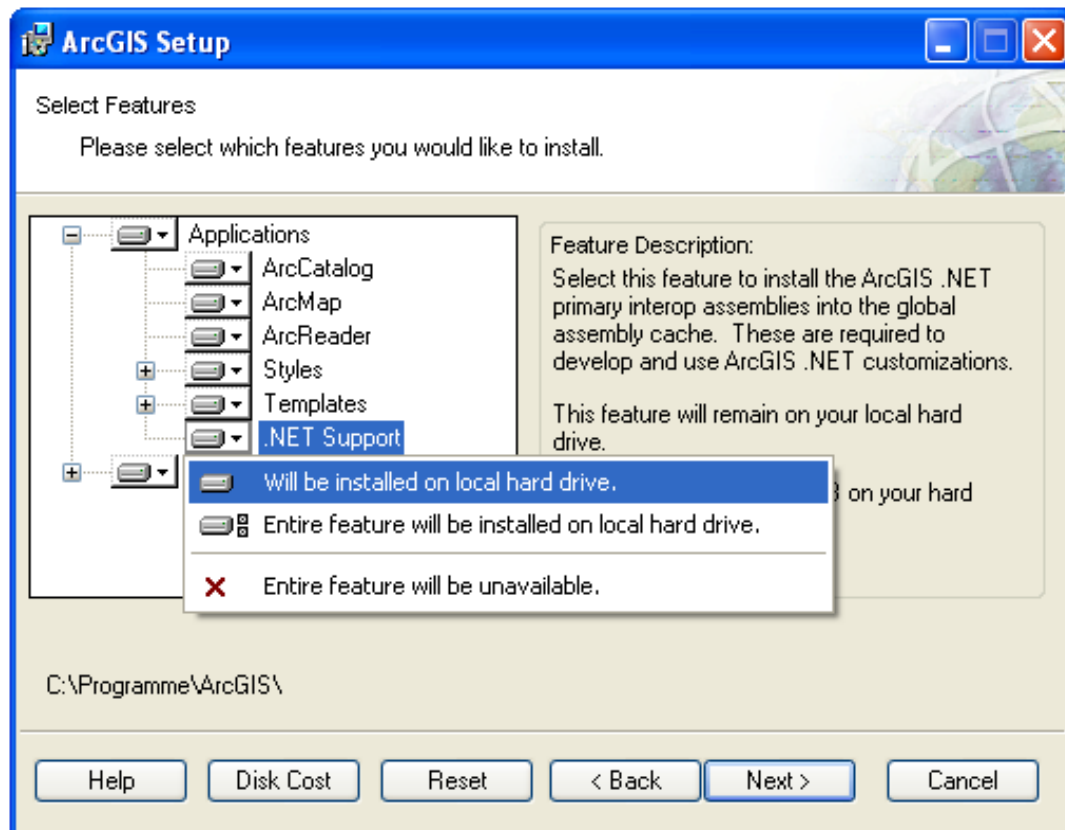 ArcGIS Setup
Select Features
Please select which features you would like to install.
Applications
ArcCatalog
ArcMap
ArcReader
Styles
Templates
.NET Support
Feature Description:
Select this feature to install the ArcGIS .NET
primary interop assemblies into the global
assembly cache. These are required to
develop and use ArcGIS .NET customizations.
This feature will remain on your local hard
drive.
on your hard
Will be installed on local hard drive.
Entire feature will be installed on local hard drive.
Entire feature will be unavailable.
C:\Programme\ArcGIS\
Help
Disk Cost
Reset
< Back
Next >
Cancel